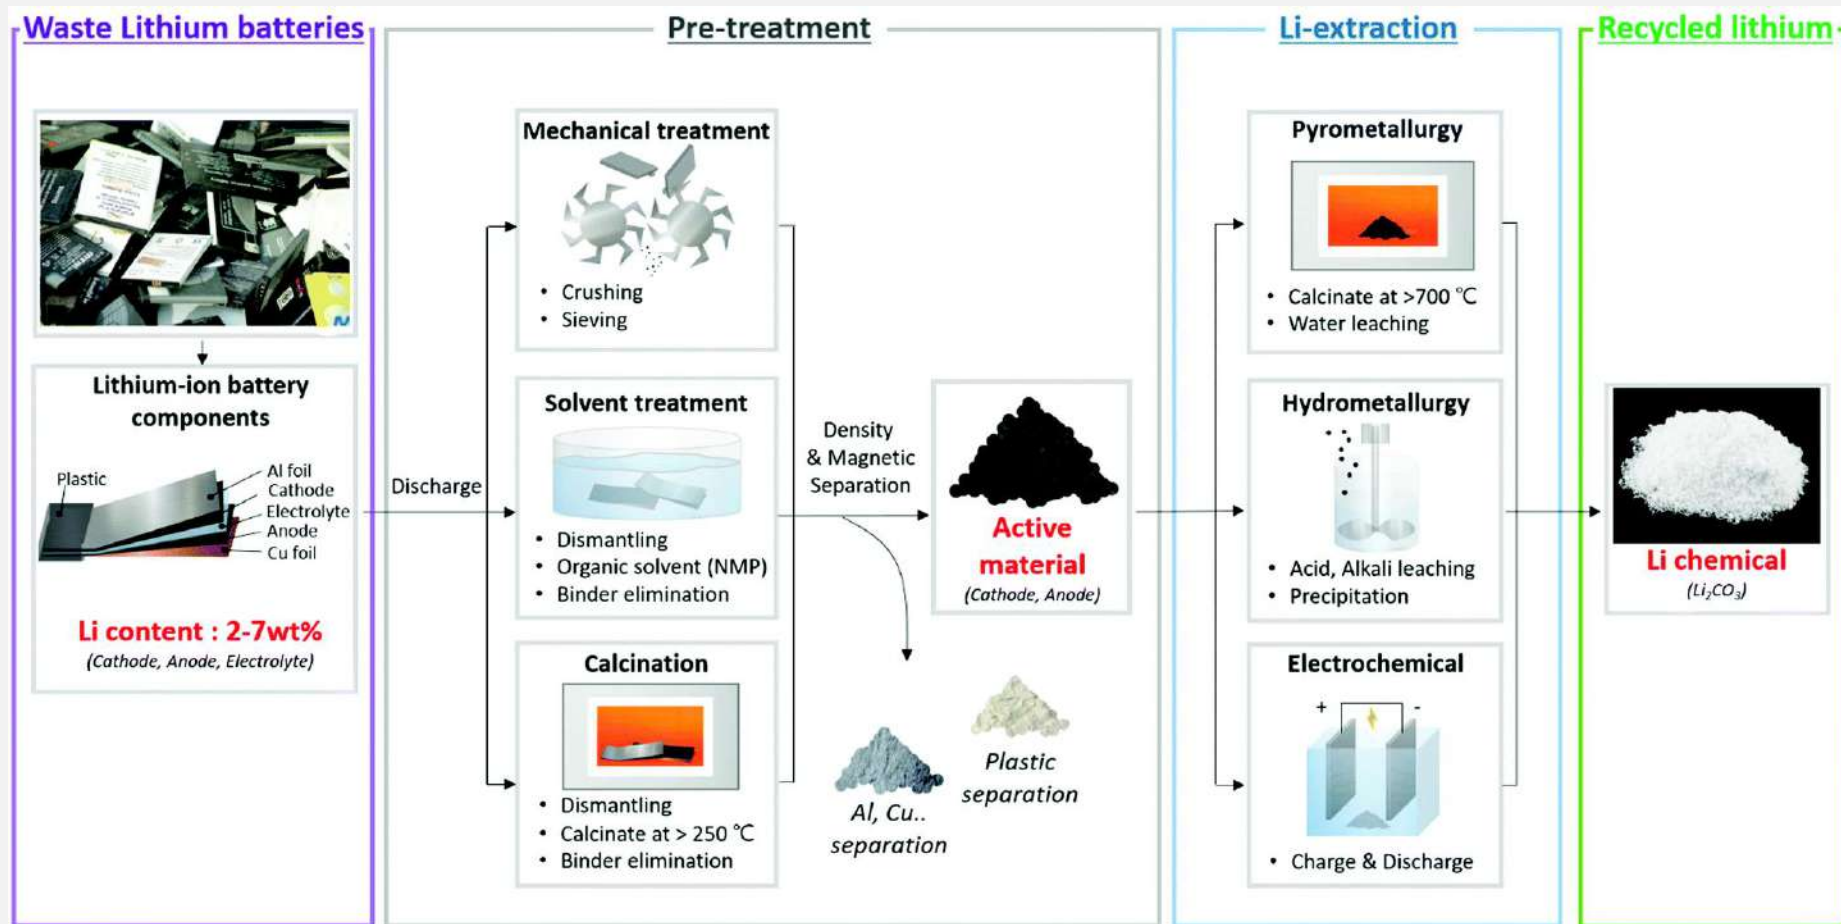 Waste Lithium batteries
Pre-treatment
Li-extraction
Recycled lithium
Lithium-ion battery
components
Plastic
Al foil
Cathode
Electrolyte
Anode
Cu foil
Li content : 2-7wt%
(Cathode, Anode, Electrolyte)
Discharge
Mechanical treatment
• Crushing
• Sieving
Solvent treatment
• Dismantling
• Organic solvent (NMP)
• Binder elimination
Calcination
• Dismantling
• Calcinate at > 250 ℃
• Binder elimination
Density
& Magnetic
Separation
Active
material
(Cathode, Anode)
Al, Cu..
separation
Plastic
separation
Pyrometallurgy
• Calcinate at >700 ℃
• Water leaching
Hydrometallurgy
• Acid, Alkali leaching
• Precipitation
Electrochemical
+ -
• Charge & Discharge
Li chemical
(Li₂CO₃)